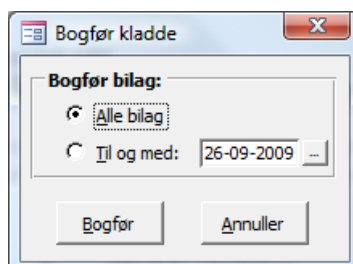 Bogfør kladde
Bogfør bilag:
Alle bilag
Til og med: 26-09-2009 ...
Bogfør Annuller